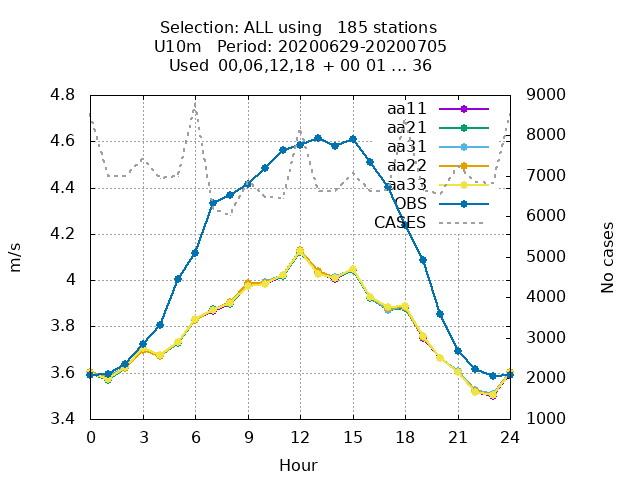 Selection: ALL using   185 stations
U10m   Period: 20200629-20200705
Used  00,06,12,18 + 00 01 ... 36
4.8
4.6
4.4
4.2
4
3.8
3.6
3.4
m/s
aa11
aa21
aa31
aa22
aa33
OBS
CASES
9000
8000
7000
6000
5000
4000
3000
2000
1000
No cases
0 3 6 9 12 15 18 21 24
Hour